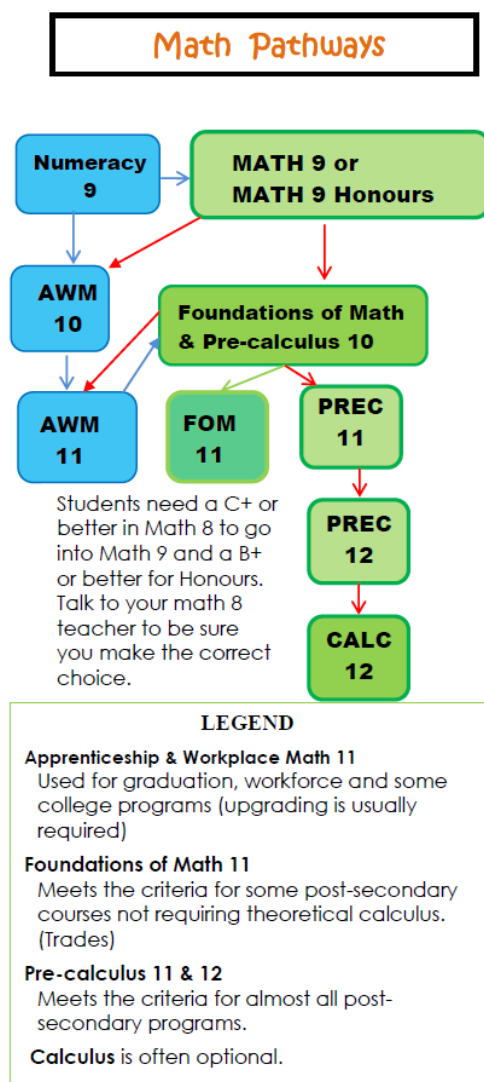 Math Pathways
Numeracy
9
MATH 9 or
MATH 9 Honours
AWM
10
Foundations of Math
& Pre-calculus 10
AWM
11
FOM
11
PREC
11
Students need a C+ or
better in Math 8 to go
into Math 9 and a B+
or better for Honours.
Talk to your math 8
teacher to be sure
you make the correct
choice.
PREC
12
CALC
12
LEGEND
Apprenticeship & Workplace Math 11
Used for graduation, workforce and some
college programs (upgrading is usually
required)
Foundations of Math 11
Meets the criteria for some post-secondary
courses not requiring theoretical calculus.
(Trades)
Pre-calculus 11 & 12
Meets the criteria for almost all post-
secondary programs.
Calculus is often optional.